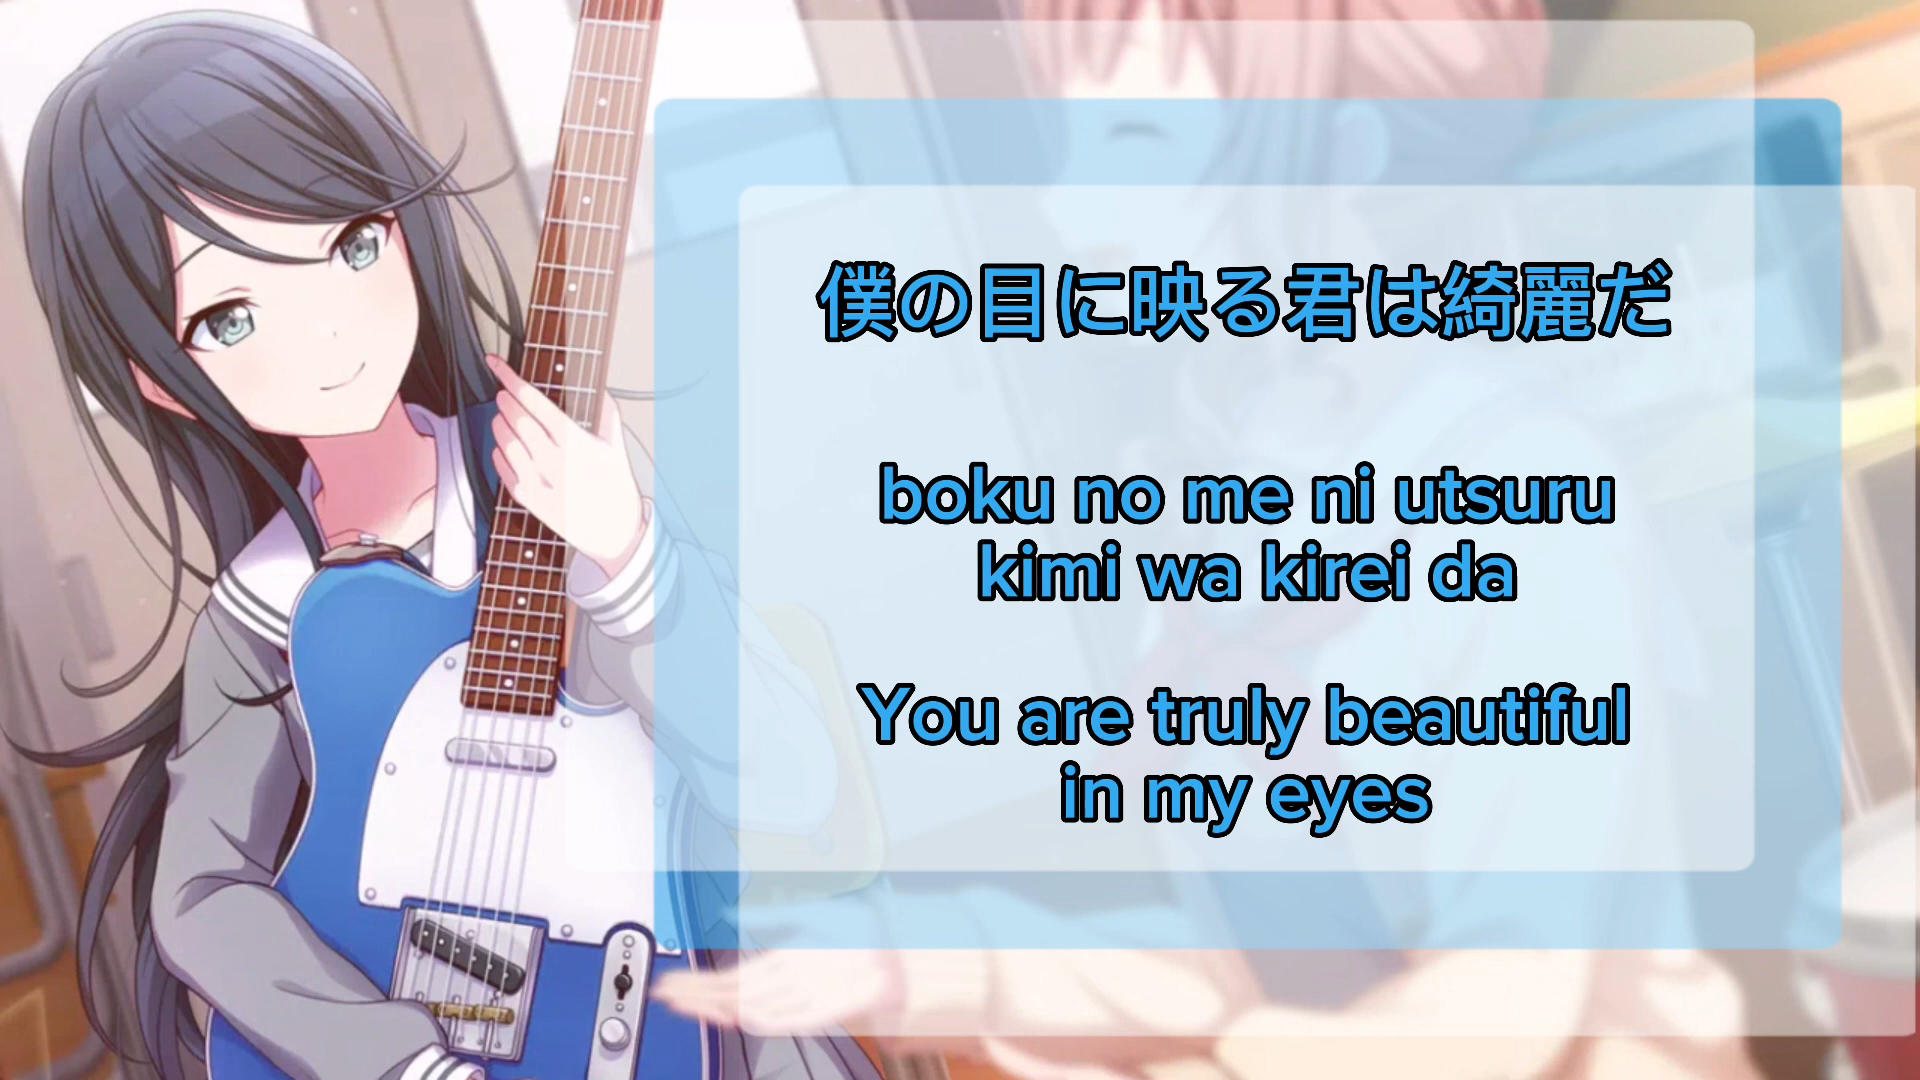 僕の目に映る君は綺麗だ
boku no me ni utsuru
kimi wa kirei da
You are truly beautiful
in my eyes